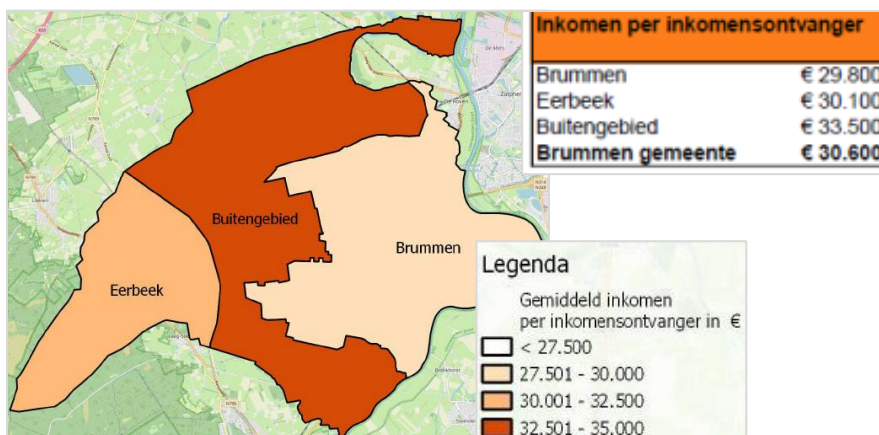 Inkomen per inkomensontvanger
Brummen € 29.800
Eerbeek € 30.100
Buitengebied € 33.500
Brummen gemeente € 30.600
Buitengebied
Brummen
Eerbeek
Legenda
Gemiddeld inkomen
per inkomensontvanger in €
< 27.500
27.501 - 30.000
30.001 - 32.500
32.501 - 35.000